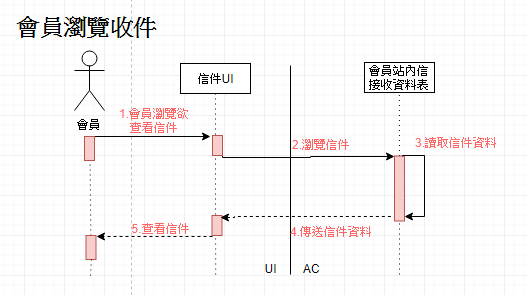 會員瀏覽收件
信件UI
會員站內信
接收資料表
會員
1.會員瀏覽欲
查看信件
2.瀏覽信件
3.讀取信件資料
4.傳送信件資料
5.查看信件
UI
AC